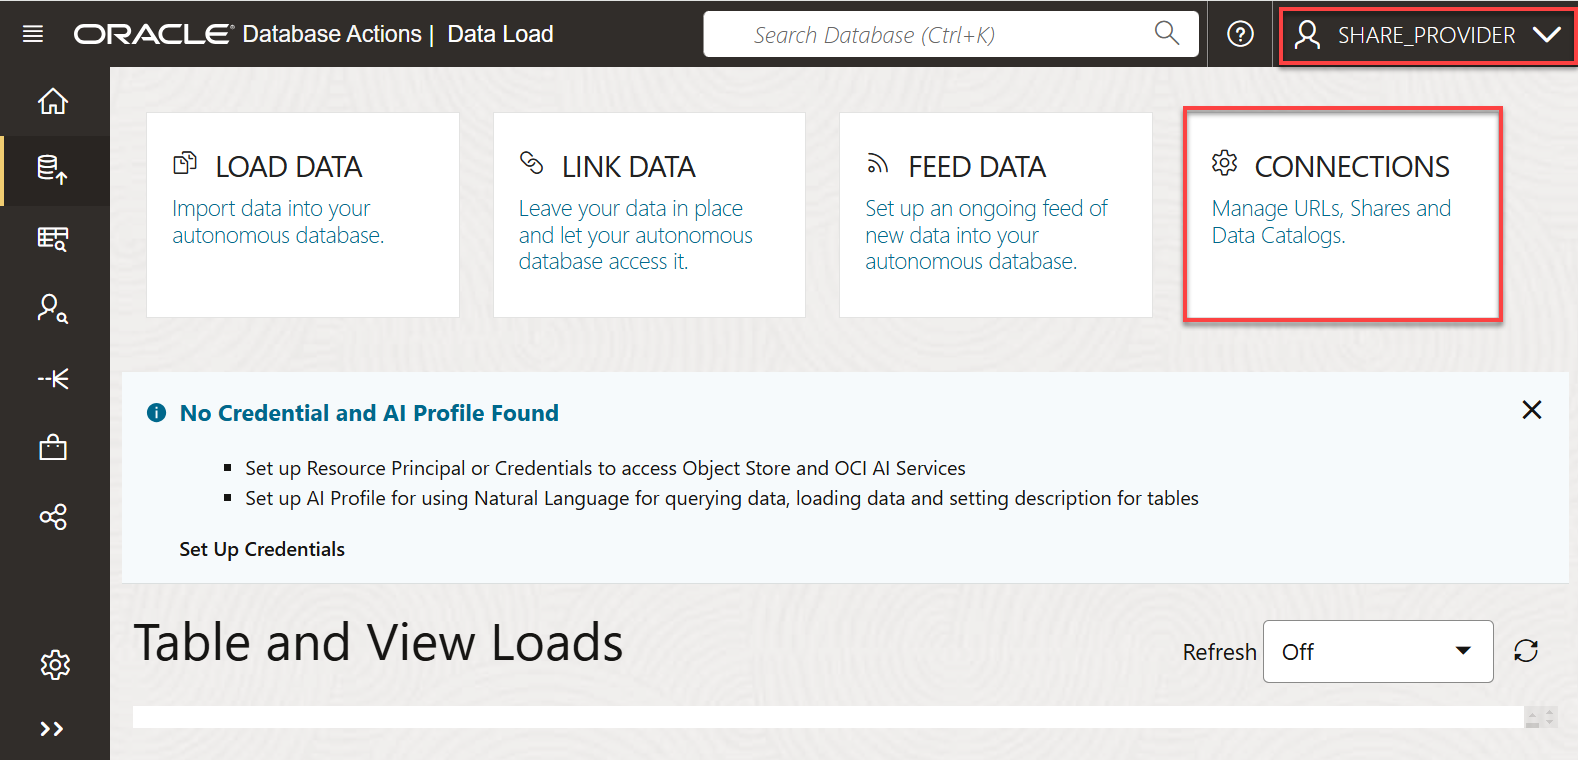 ORACLE® Database Actions | Data Load
Search Database (Ctrl+K)
SHARE_PROVIDER
LOAD DATA
Import data into your
autonomous database.
LINK DATA
Leave your data in place
and let your autonomous
database access it.
FEED DATA
Set up an ongoing feed of
new data into your
autonomous database.
CONNECTIONS
Manage URLs, Shares and
Data Catalogs.
No Credential and AI Profile Found
Set up Resource Principal or Credentials to access Object Store and OCI AI Services
Set up AI Profile for using Natural Language for querying data, loading data and setting description for tables
Set Up Credentials
Table and View Loads
Refresh
Off